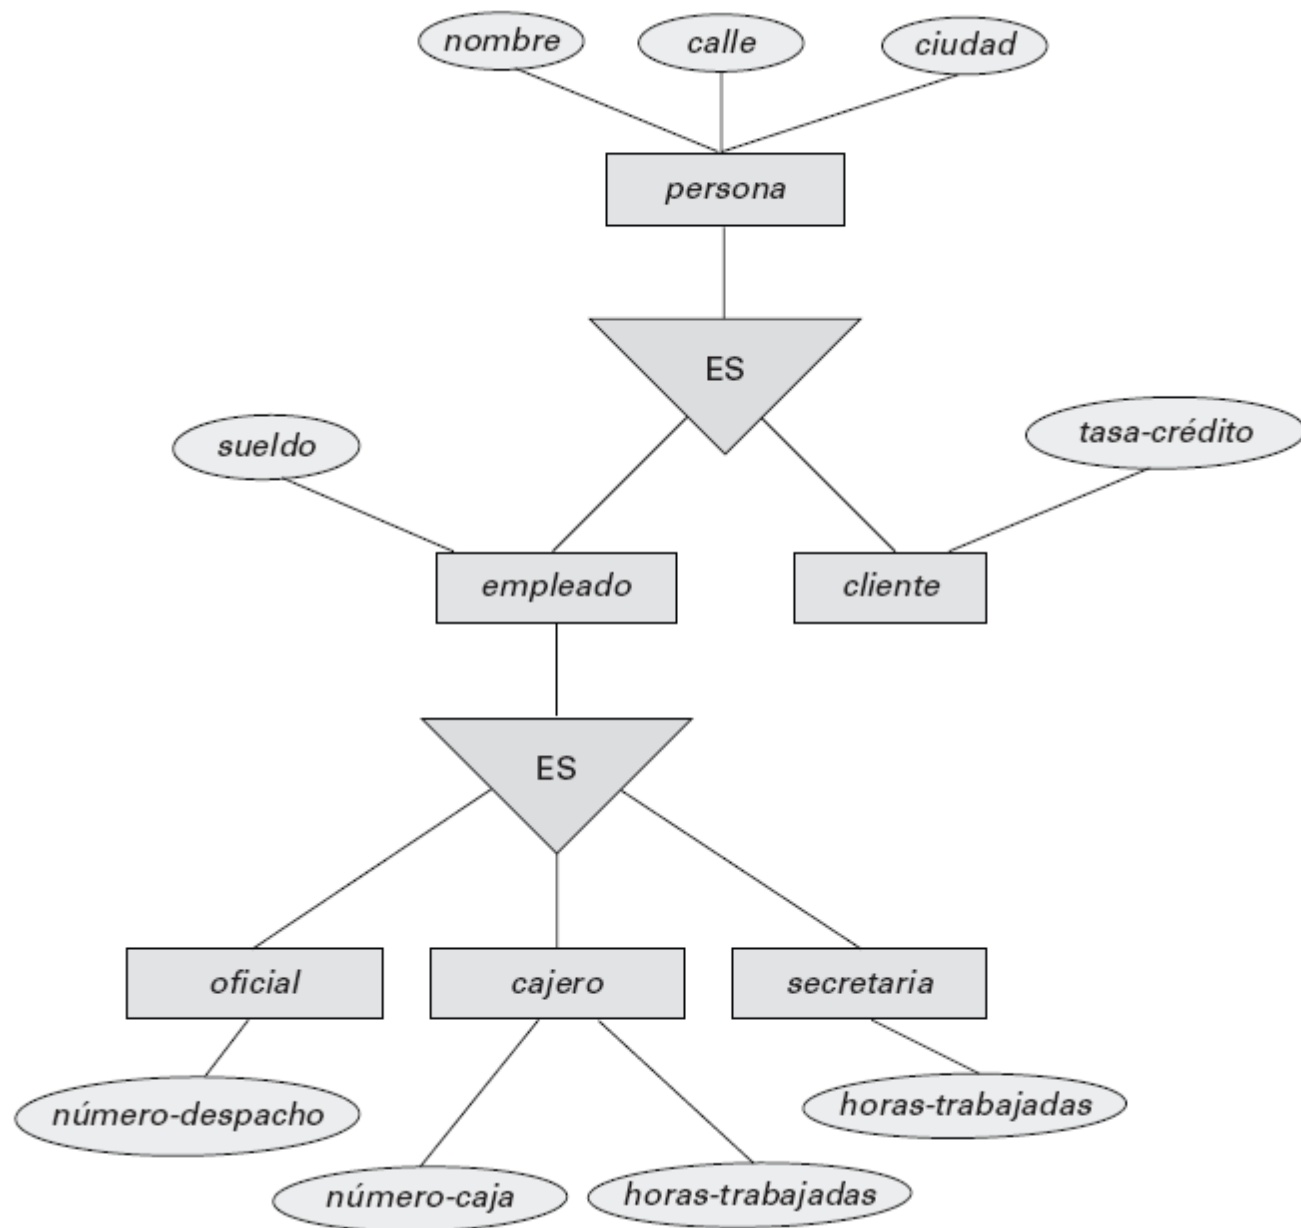 nombre
calle
ciudad
persona
ES
sueldo
tasa-crédito
empleado
cliente
ES
oficial
cajero
secretaria
número-despacho
horas-trabajadas
número-caja
horas-trabajadas